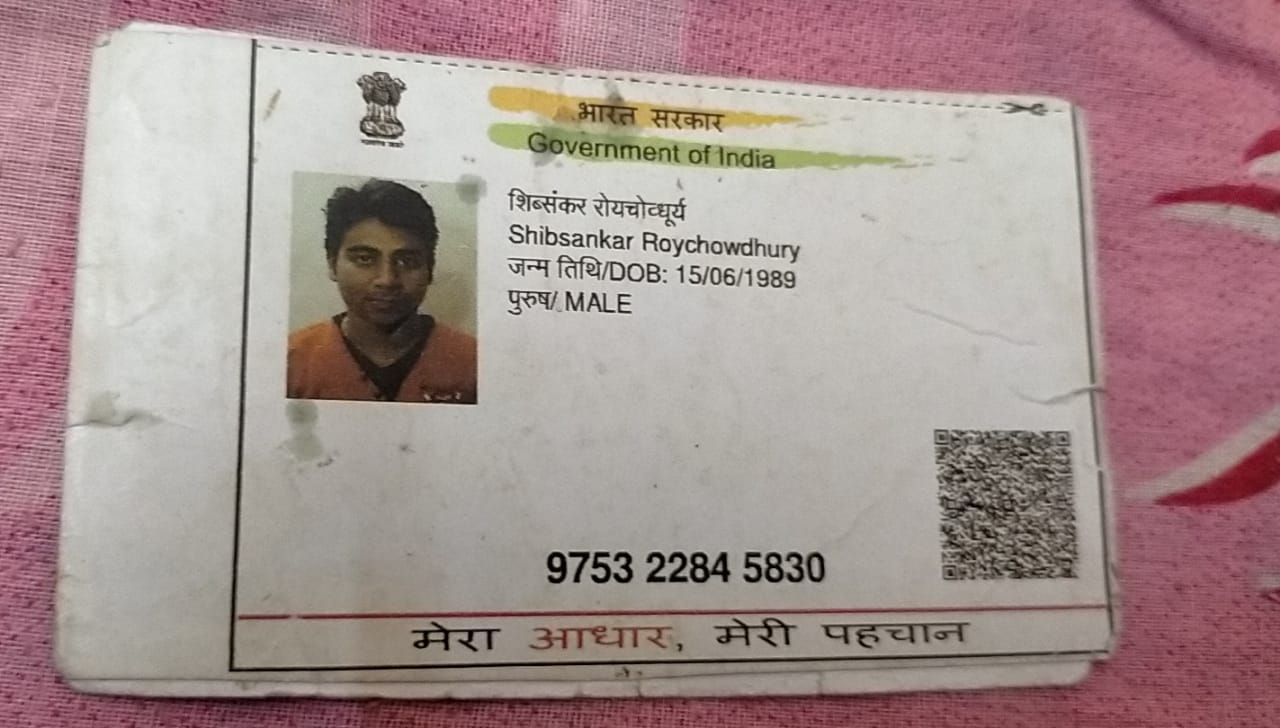 भारत सरकार
Government of India
शिब्संकर रोयचोव्धूर्य
Shibsankar Roychowdhury
जन्म तिथि/DOB: 15/06/1989
पुरुष/ MALE
9753 2284 5830
मेरा आधार, मेरी पहचान